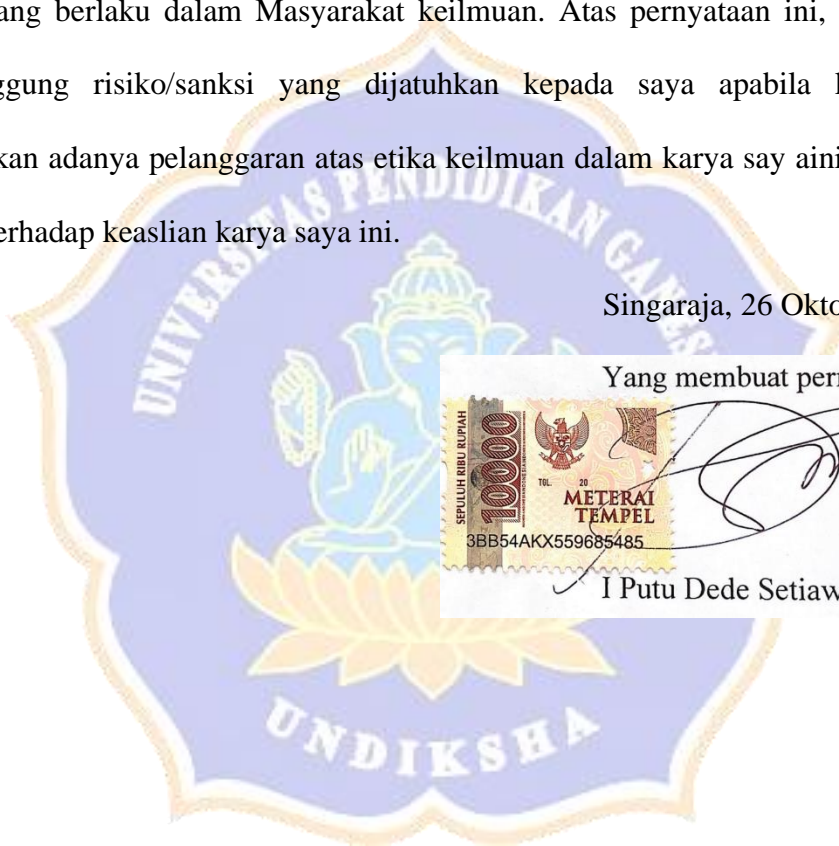 ang berlaku dalam Masyarakat keilmuan. Atas pernyataan ini,
ggung risiko/sanksi yang dijatuhkan kepada saya apabila
kan adanya pelanggaran atas etika keilmuan dalam karya say aini
erhadap keaslian karya saya ini.
UNIVERSITAS PENDIDIKAN GANES
Singaraja, 26 Okto
Yang membuat per
SEPULUH RIBU RUPIAH
10000
TGL. 20
METERAI
TEMPEL
3BB54AKX559685485
I Putu Dede Setiaw
UNDIKSHA